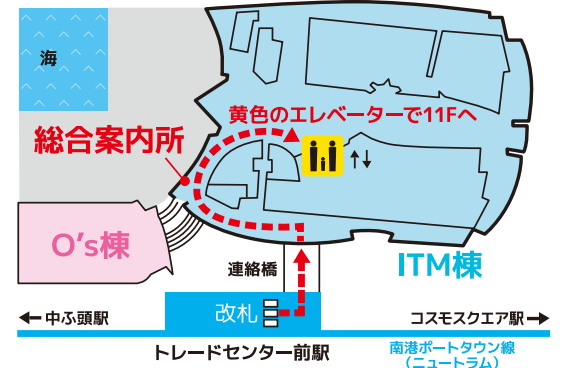 海
黄色のエレベーターで11Fへ
総合案内所
O's棟
ITM棟
連絡橋
改札
中ふ頭駅
コスモスクエア駅
トレードセンター前駅
南港ポートタウン線
（ニュートラム）